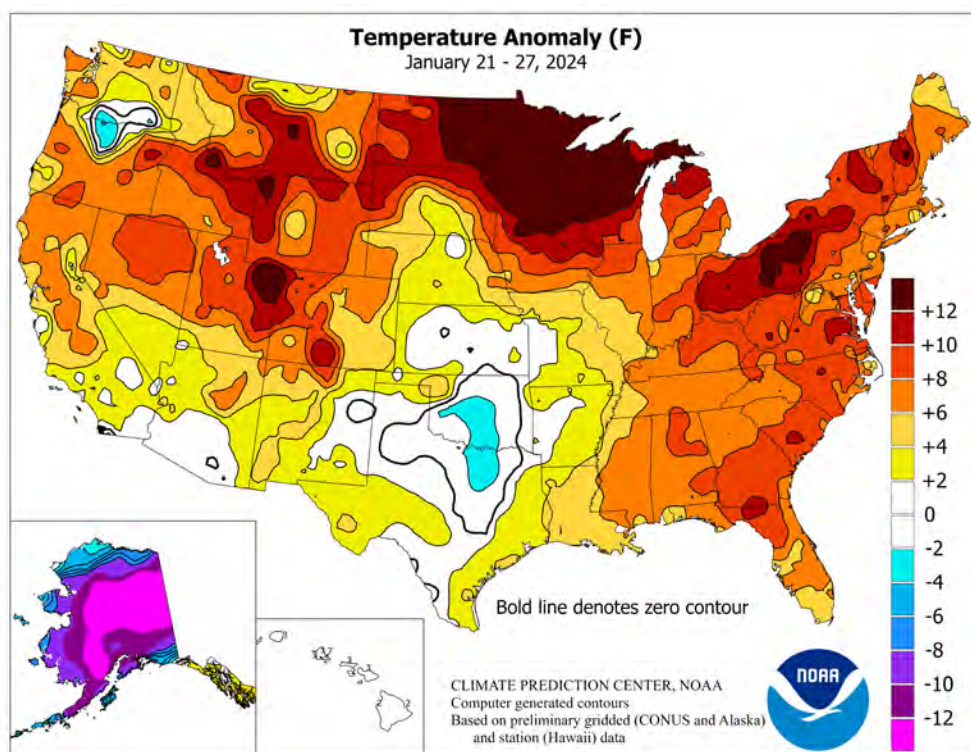 Temperature Anomaly (F)
January 21 - 27, 2024
+12
+10
+8
+6
+4
+2
0
-2
-4
-6
-8
-10
-12
Bold line denotes zero contour
CLIMATE PREDICTION CENTER, NOAA
Computer generated contours
Based on preliminary gridded (CONUS and Alaska)
and station (Hawaii) data
NOAA